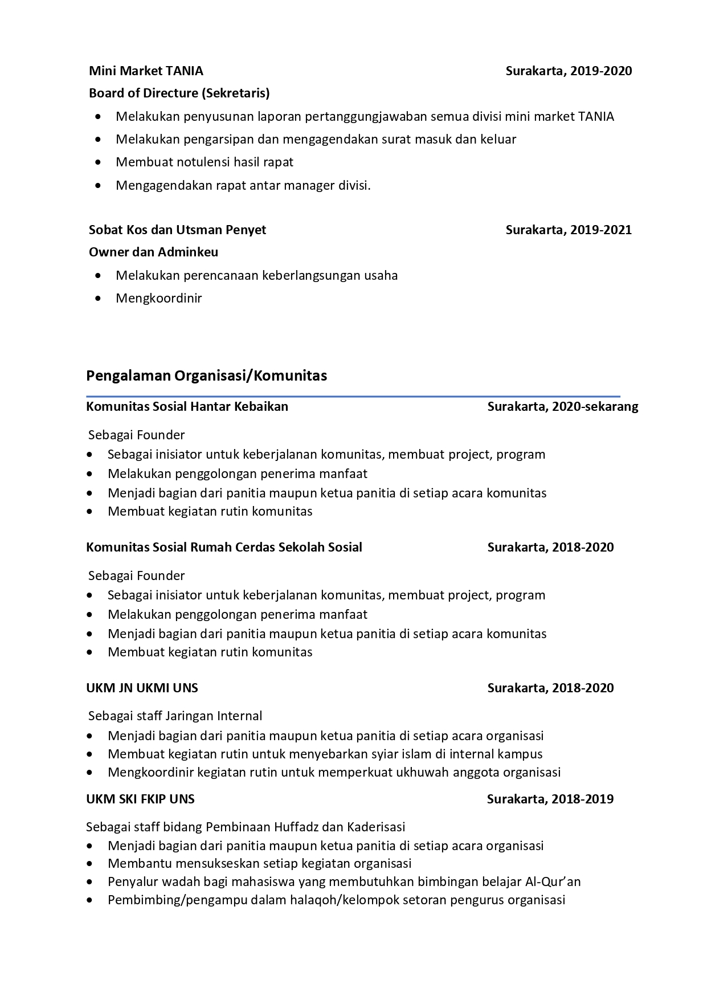 Mini Market TANIA Surakarta, 2019-2020
Board of Directure (Sekretaris)
• Melakukan penyusunan laporan pertanggungjawaban semua divisi mini market TANIA
• Melakukan pengarsipan dan mengagendakan surat masuk dan keluar
• Membuat notulensi hasil rapat
• Mengagendakan rapat antar manager divisi.
Sobat Kos dan Utsman Penyet Surakarta, 2019-2021
Owner dan Adminkeu
• Melakukan perencanaan keberlangsungan usaha
• Mengkoordinir
Pengalaman Organisasi/Komunitas
Komunitas Sosial Hantar Kebaikan Surakarta, 2020-sekarang
Sebagai Founder
• Sebagai inisiator untuk keberjalanan komunitas, membuat project, program
• Melakukan penggolongan penerima manfaat
• Menjadi bagian dari panitia maupun ketua panitia di setiap acara komunitas
• Membuat kegiatan rutin komunitas
Komunitas Sosial Rumah Cerdas Sekolah Sosial Surakarta, 2018-2020
Sebagai Founder
• Sebagai inisiator untuk keberjalanan komunitas, membuat project, program
• Melakukan penggolongan penerima manfaat
• Menjadi bagian dari panitia maupun ketua panitia di setiap acara komunitas
• Membuat kegiatan rutin komunitas
UKM JN UKMI UNS Surakarta, 2018-2020
Sebagai staff Jaringan Internal
• Menjadi bagian dari panitia maupun ketua panitia di setiap acara organisasi
• Membuat kegiatan rutin untuk menyebarkan syiar islam di internal kampus
• Mengkoordinir kegiatan rutin untuk memperkuat ukhuwah anggota organisasi
UKM SKI FKIP UNS Surakarta, 2018-2019
Sebagai staff bidang Pembinaan Huffadz dan Kaderisasi
• Menjadi bagian dari panitia maupun ketua panitia di setiap acara organisasi
• Membantu mensukseskan setiap kegiatan organisasi
• Penyalur wadah bagi mahasiswa yang membutuhkan bimbingan belajar Al-Qur’an
• Pembimbing/pengampu dalam halaqoh/kelompok setoran pengurus organisasi